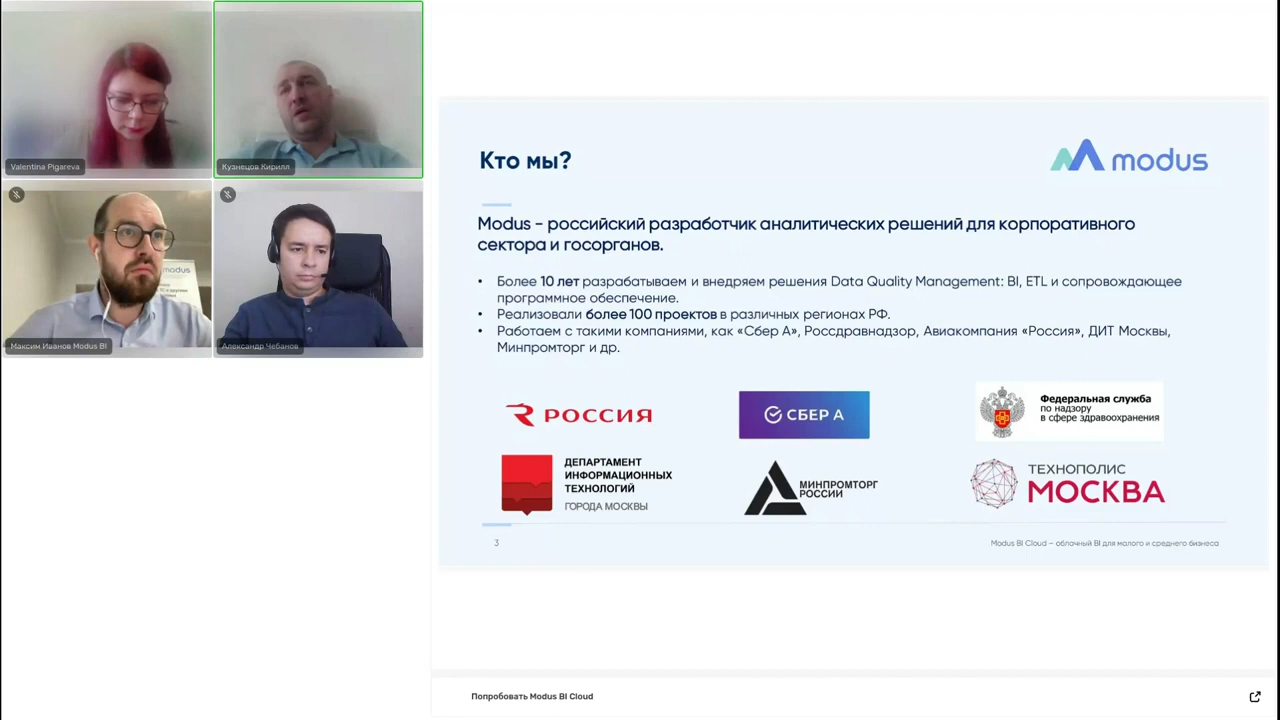 Valentina Pigareva
Кузнецов Кирилл
modus
Максим Иванов Modus BI
Александр Чебанов
Кто мы?
modus
Modus - российский разработчик аналитических решений для корпоративного
сектора и госорганов.
• Более 10 лет разрабатываем и внедряем решения Data Quality Management: BI, ETL и сопровождающее
программное обеспечение.
• Реализовали более 100 проектов в различных регионах РФ.
• Работаем с такими компаниями, как «Сбер А», Россдравнадзор, Авиакомпания «Россия», ДИТ Москвы,
Минпромторг и др.
РОССИЯ
СБЕР А
Федеральная служба
по надзору
в сфере здравоохранения
ДЕПАРТАМЕНТ
ИНФОРМАЦИОННЫХ
ТЕХНОЛОГИЙ
ГОРОДА МОСКВЫ
МИНПРОМТОРГ
РОССИИ
ТЕХНОПОЛИС
МОСКВА
3
Modus BI Cloud – облачный BI для малого и среднего бизнеса
Попробовать Modus BI Cloud